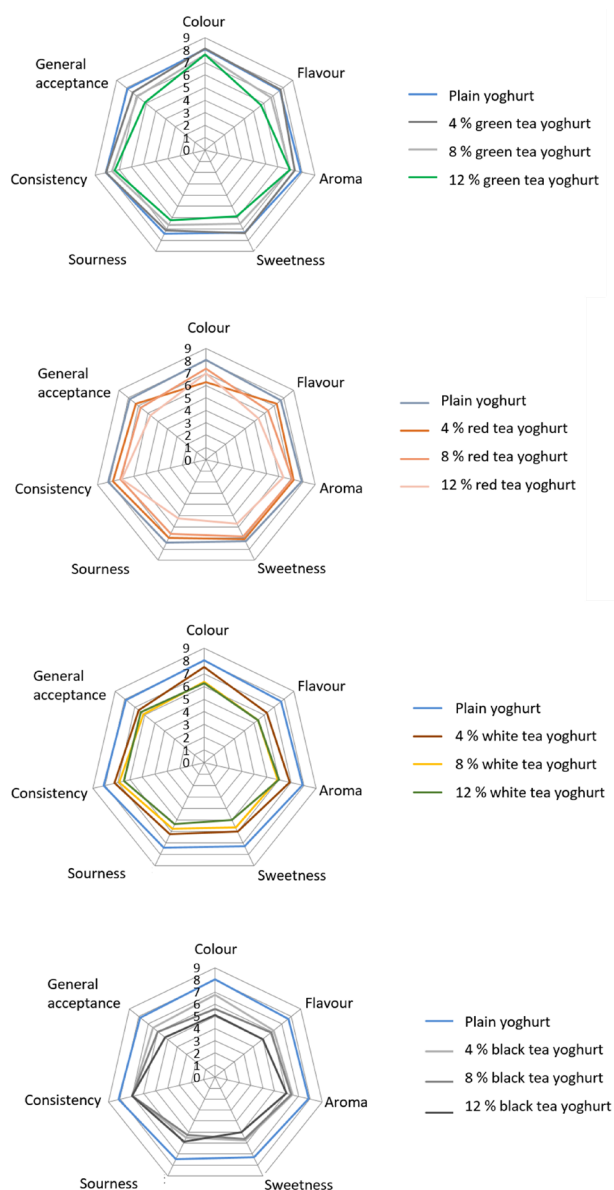 Colour
9
8
7
6
5
4
3
2
1
0
General
acceptance
Flavour
Consistency
Aroma
Sourness
Sweetness
Plain yoghurt
4 % green tea yoghurt
8 % green tea yoghurt
12 % green tea yoghurt
Colour
9
8
7
6
5
4
3
2
1
0
General
acceptance
Flavour
Consistency
Aroma
Sourness
Sweetness
Plain yoghurt
4 % red tea yoghurt
8 % red tea yoghurt
12 % red tea yoghurt
Colour
9
8
7
6
5
4
3
2
1
0
General
acceptance
Flavour
Consistency
Aroma
Sourness
Sweetness
Plain yoghurt
4 % white tea yoghurt
8 % white tea yoghurt
12 % white tea yoghurt
Colour
9
8
7
6
5
4
3
2
1
0
General
acceptance
Flavour
Consistency
Aroma
Sourness
Sweetness
Plain yoghurt
4 % black tea yoghurt
8 % black tea yoghurt
12 % black tea yoghurt